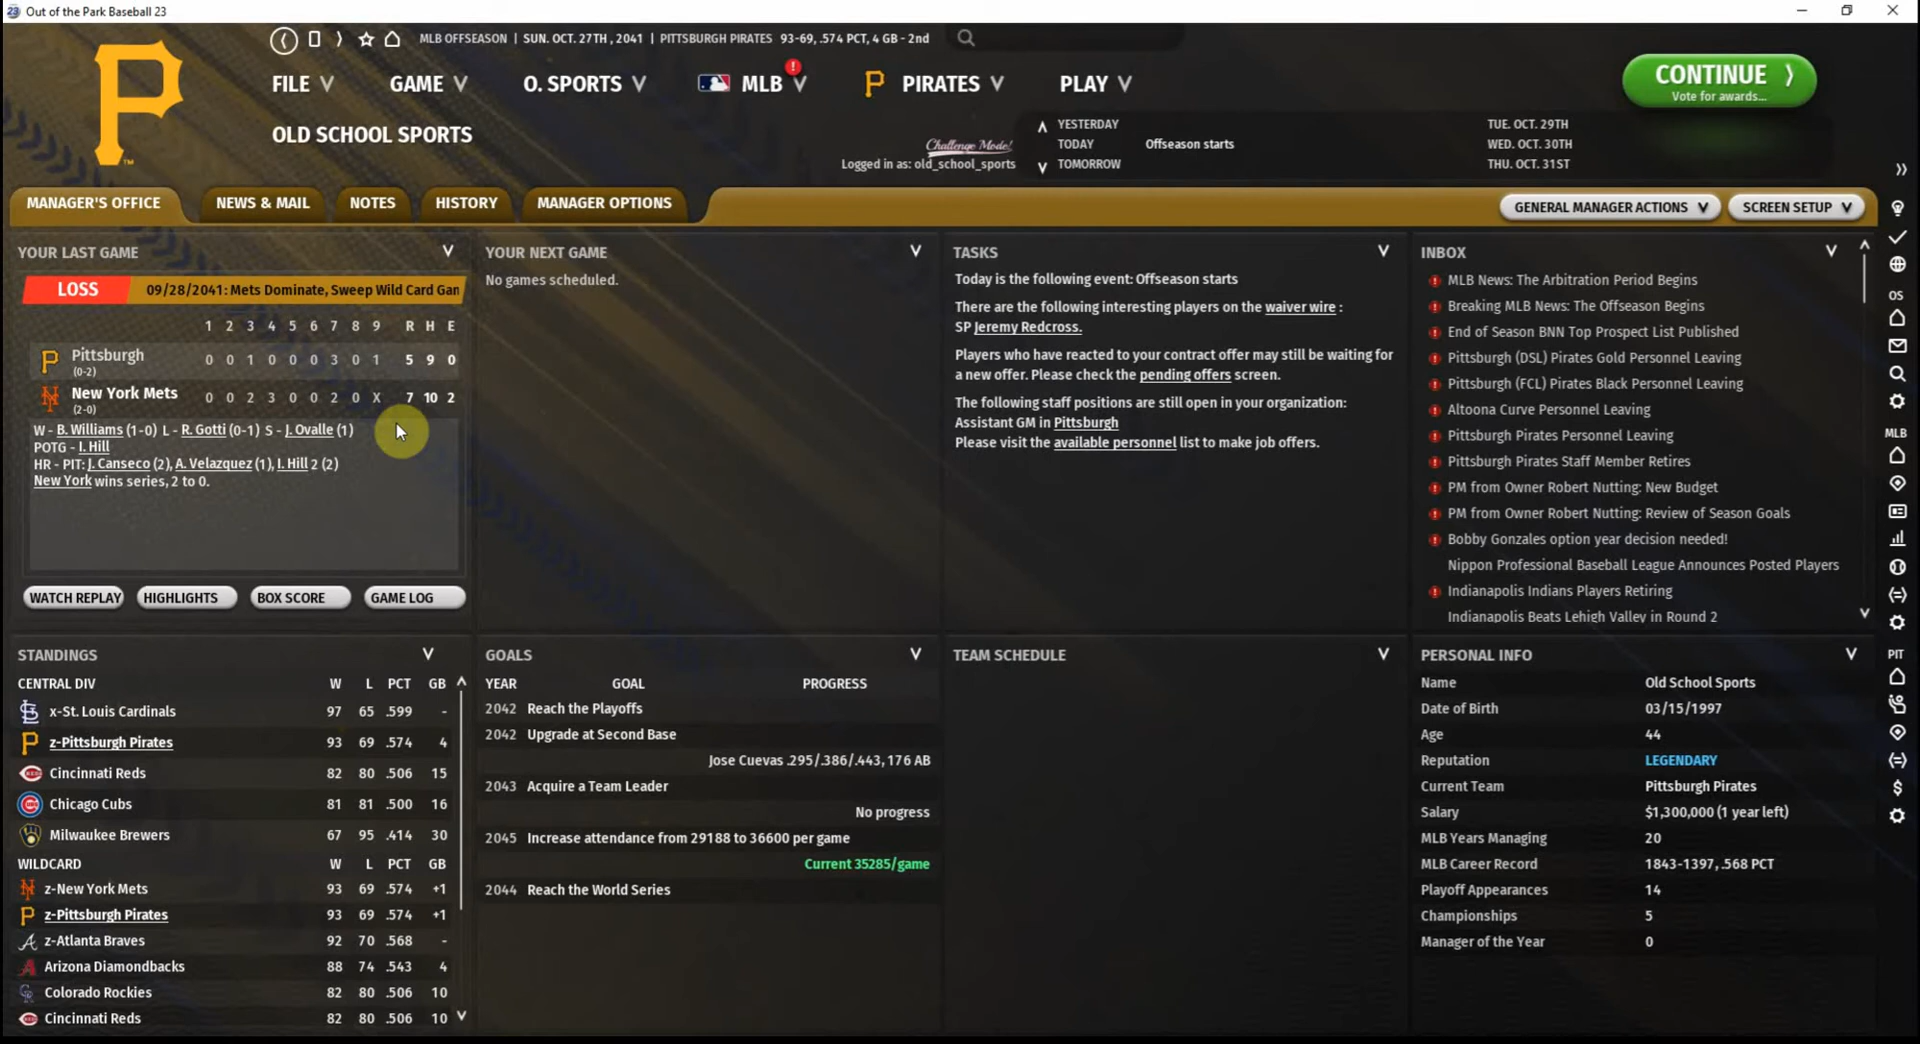 Out of the Park Baseball 23
MLB OFFSEASON | SUN. OCT. 27TH , 2041 | PITTSBURGH PIRATES 93-69, .574 PCT, 4 GB - 2nd
FILE GAME O. SPORTS MLB PIRATES PLAY
CONTINUE
Vote for awards...
OLD SCHOOL SPORTS
Challenge Mode!
Logged in as: old_school_sports
YESTERDAY
TODAY Offseason starts
TOMORROW
TUE. OCT. 29TH
WED. OCT. 30TH
THU. OCT. 31ST
MANAGER'S OFFICE NEWS & MAIL NOTES HISTORY MANAGER OPTIONS
GENERAL MANAGER ACTIONS SCREEN SETUP
YOUR LAST GAME
LOSS 09/28/2041: Mets Dominate, Sweep Wild Card Gan
1 2 3 4 5 6 7 8 9 R H E
Pittsburgh 0 0 1 0 0 0 3 0 1 5 9 0
(0-2)
New York Mets 0 0 2 3 0 0 2 0 X 7 10 2
(2-0)
W - B. Williams (1-0) L - R. Gotti (0-1) S - J. Ovalle (1)
POTG - I. Hill
HR - PIT: J. Canseco (2), A. Velazquez (1), I. Hill 2 (2)
New York wins series, 2 to 0.
WATCH REPLAY HIGHLIGHTS BOX SCORE GAME LOG
YOUR NEXT GAME
No games scheduled.
TASKS
Today is the following event: Offseason starts
There are the following interesting players on the waiver wire :
SP Jeremy Redcross.
Players who have reacted to your contract offer may still be waiting for
a new offer. Please check the pending offers screen.
The following staff positions are still open in your organization:
Assistant GM in Pittsburgh
Please visit the available personnel list to make job offers.
INBOX
MLB News: The Arbitration Period Begins
Breaking MLB News: The Offseason Begins
End of Season BNN Top Prospect List Published
Pittsburgh (DSL) Pirates Gold Personnel Leaving
Pittsburgh (FCL) Pirates Black Personnel Leaving
Altoona Curve Personnel Leaving
Pittsburgh Pirates Personnel Leaving
Pittsburgh Pirates Staff Member Retires
PM from Owner Robert Nutting: New Budget
PM from Owner Robert Nutting: Review of Season Goals
Bobby Gonzales option year decision needed!
Nippon Professional Baseball League Announces Posted Players
Indianapolis Indians Players Retiring
Indianapolis Beats Lehigh Valley in Round 2
OS
MLB
PIT
STANDINGS
CENTRAL DIV W L PCT GB
x-St. Louis Cardinals 97 65 .599 -
z-Pittsburgh Pirates 93 69 .574 4
Cincinnati Reds 82 80 .506 15
Chicago Cubs 81 81 .500 16
Milwaukee Brewers 67 95 .414 30
WILDCARD W L PCT GB
z-New York Mets 93 69 .574 +1
z-Pittsburgh Pirates 93 69 .574 +1
z-Atlanta Braves 92 70 .568 -
Arizona Diamondbacks 88 74 .543 4
Colorado Rockies 82 80 .506 10
Cincinnati Reds 82 80 .506 10
GOALS
YEAR GOAL PROGRESS
2042 Reach the Playoffs
2042 Upgrade at Second Base
Jose Cuevas .295/.386/.443, 176 AB
2043 Acquire a Team Leader
No progress
2045 Increase attendance from 29188 to 36600 per game
Current 35285/game
2044 Reach the World Series
TEAM SCHEDULE
PERSONAL INFO
Name Old School Sports
Date of Birth 03/15/1997
Age 44
Reputation LEGENDARY
Current Team Pittsburgh Pirates
Salary $1,300,000 (1 year left)
MLB Years Managing 20
MLB Career Record 1843-1397, .568 PCT
Playoff Appearances 14
Championships 5
Manager of the Year 0